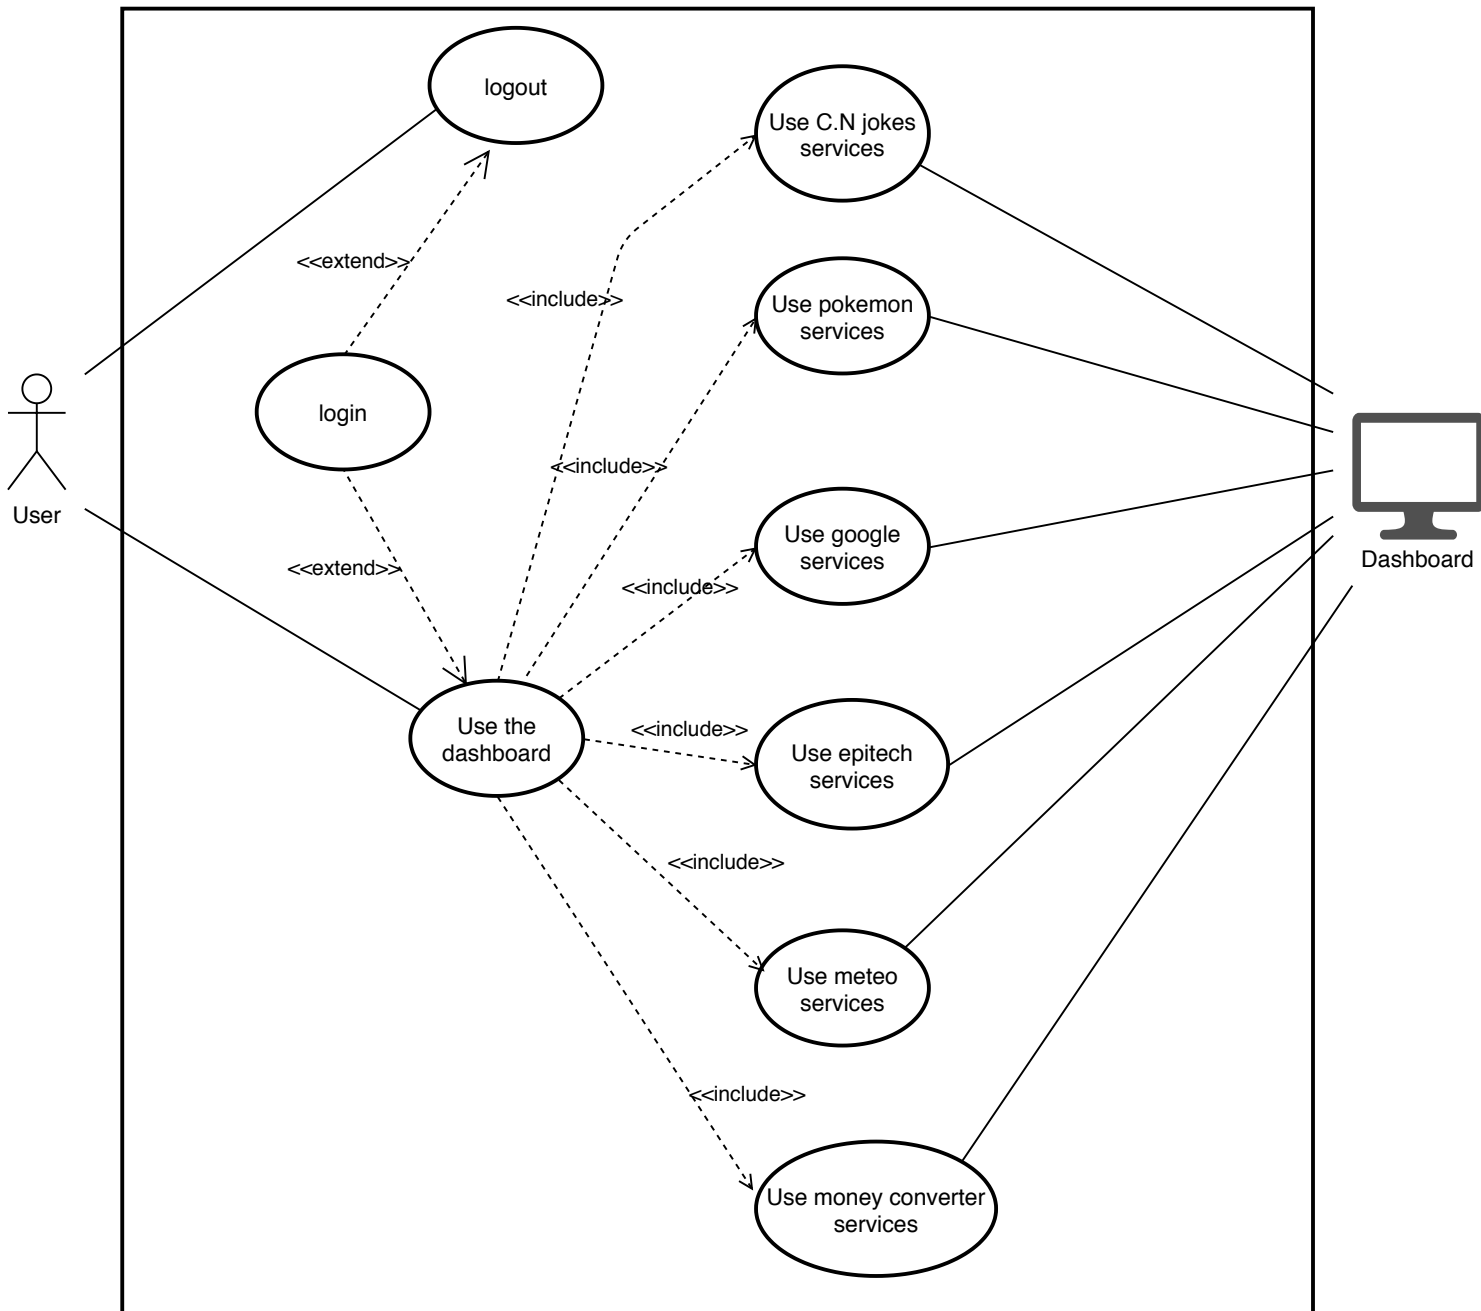 logout
Use C.N jokes
services
<<extend>>
<<include>>
Use pokemon
services
login
<<include>>
User
Use google
services
Dashboard
<<extend>>
<<include>>
Use the
dashboard
<<include>>
Use epitech
services
<<include>>
Use meteo
services
<<include>>
Use money converter
services